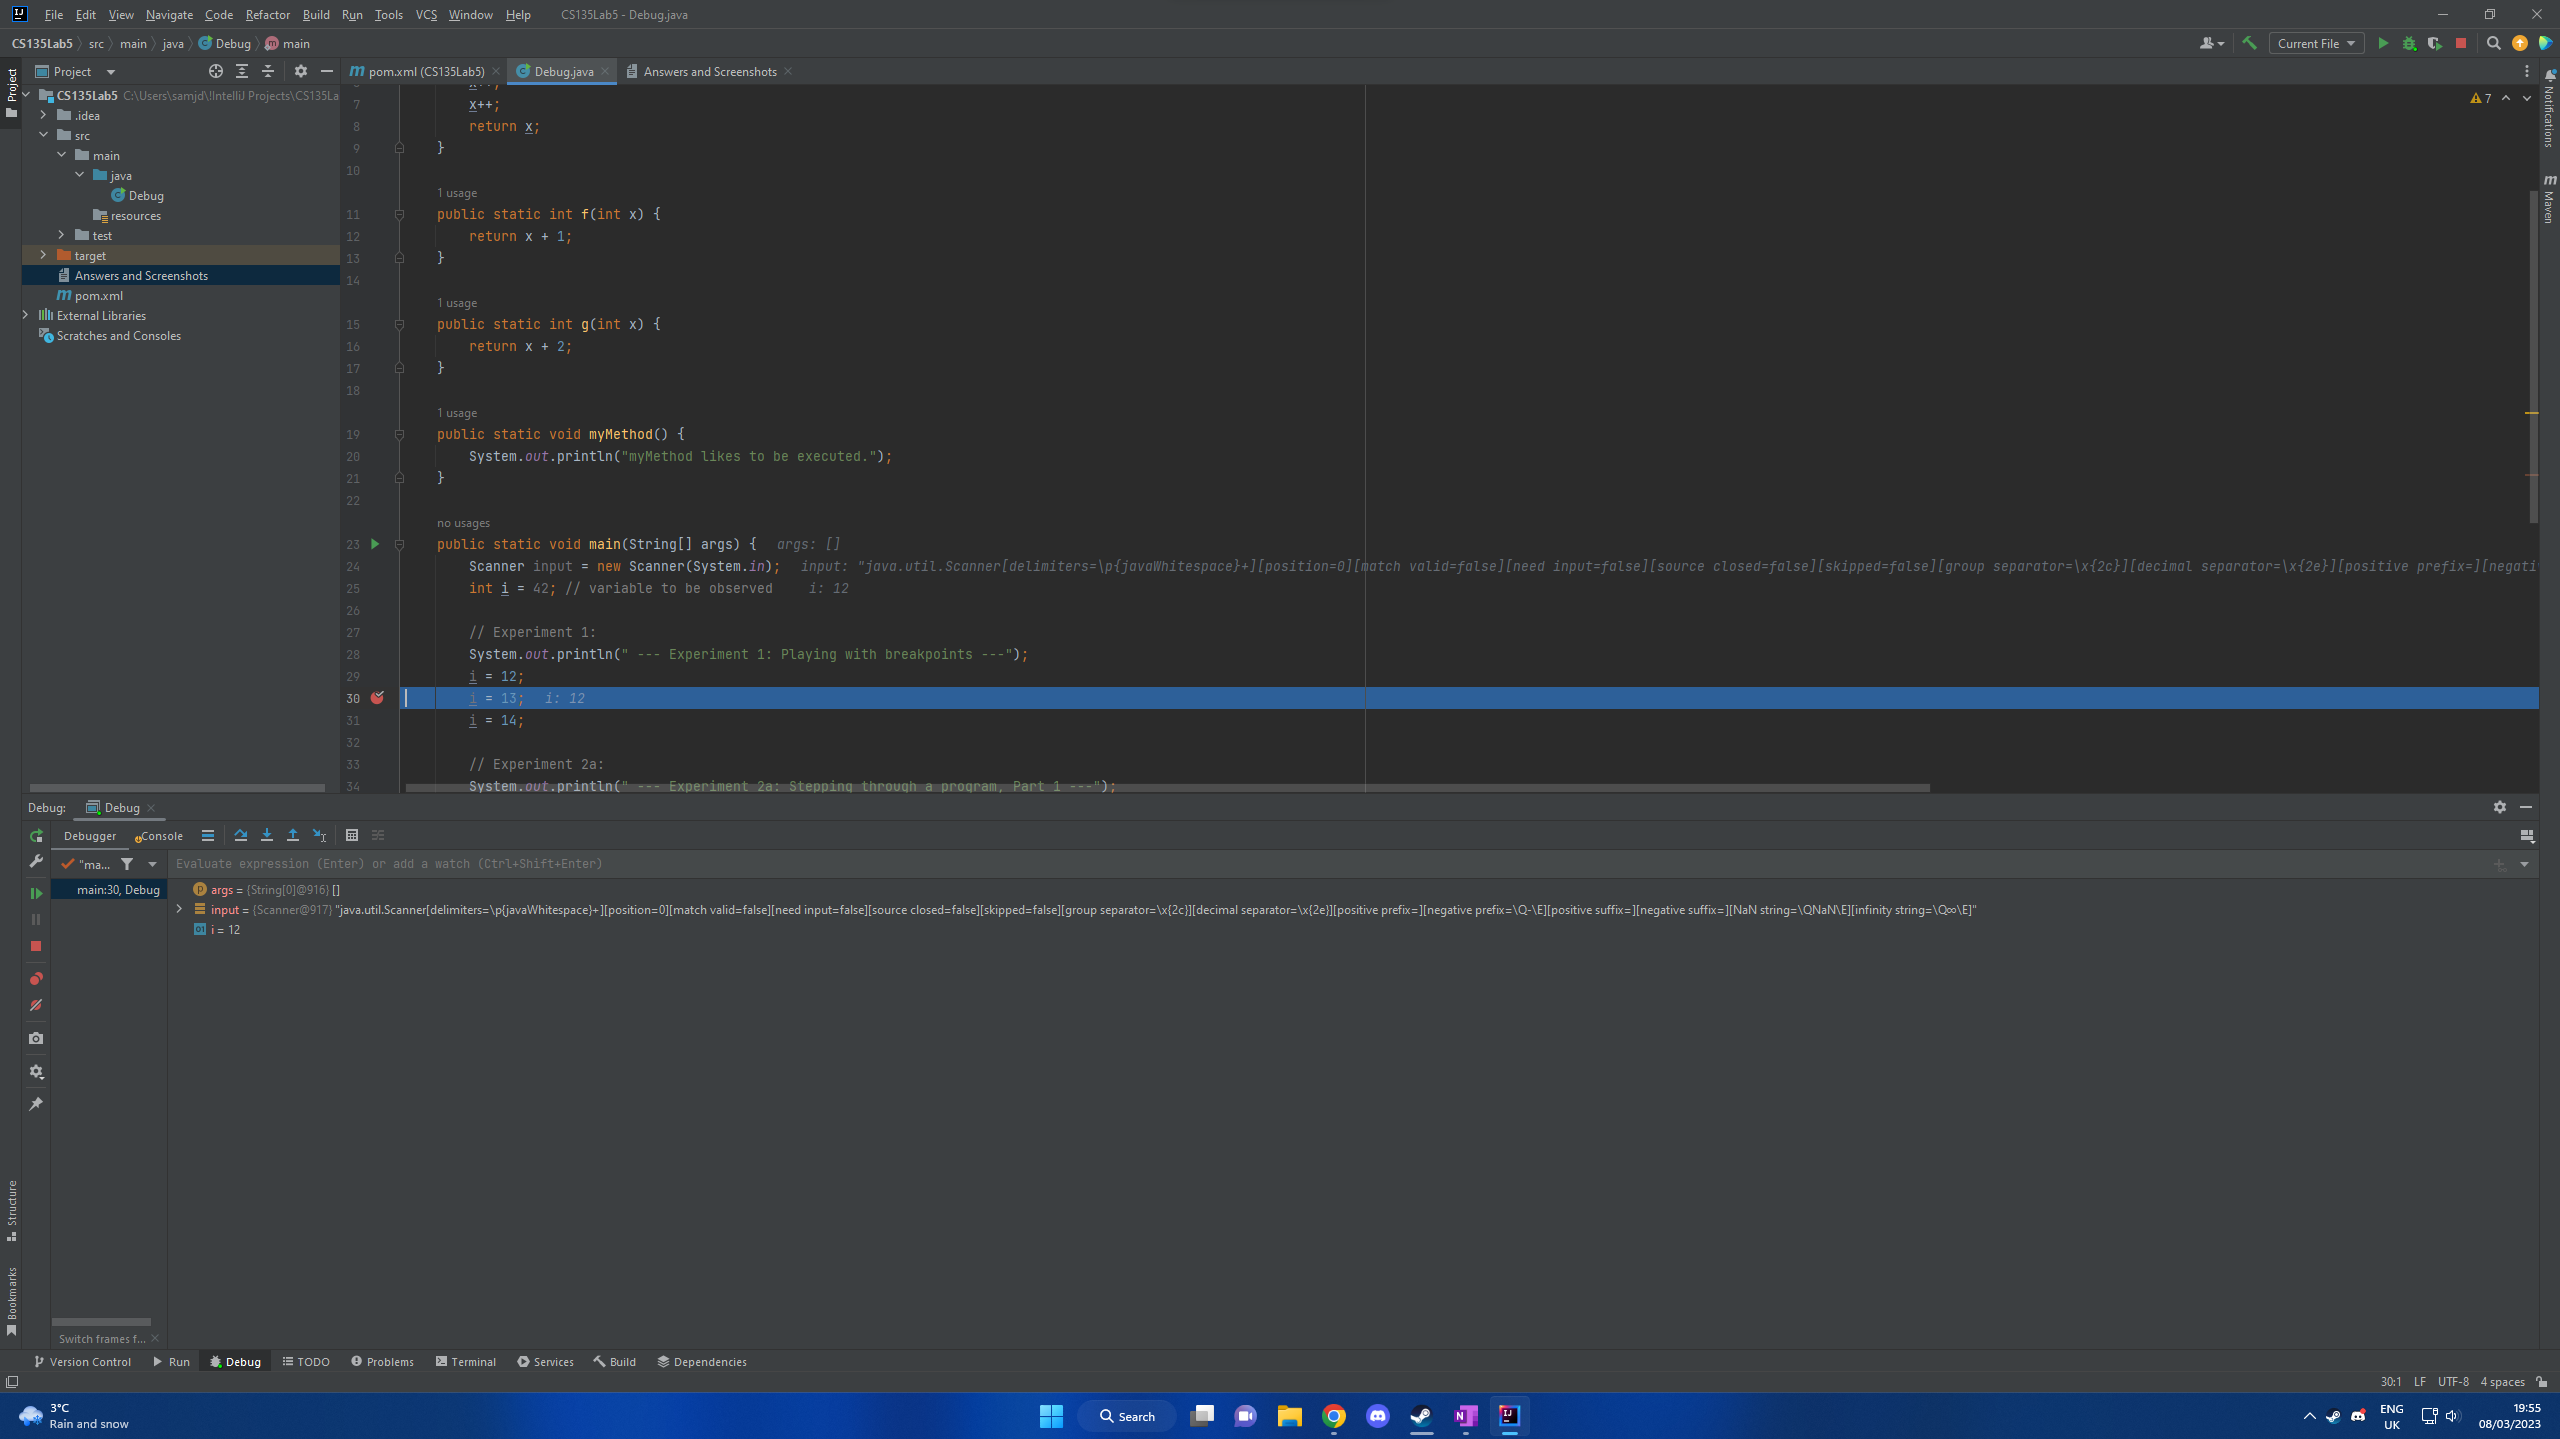 File Edit View Navigate Code Refactor Build Run Tools VCS Window Help CS135Lab5 - Debug.java
CS135Lab5 src main java Debug main Current File
Project pom.xml (CS135Lab5) Debug.java Answers and Screenshots
Project
CS135Lab5 C:\Users\samjd\!IntelliJ Projects\CS135La
.idea
src
main
java
Debug
resources
test
target
Answers and Screenshots
pom.xml
External Libraries
Scratches and Consoles
7
Notifications
Maven
7 x++;
8 return x;
9 }
10
1 usage
11 public static int f(int x) {
12 return x + 1;
13 }
14
1 usage
15 public static int g(int x) {
16 return x + 2;
17 }
18
1 usage
19 public static void myMethod() {
20 System.out.println("myMethod likes to be executed.");
21 }
22
no usages
23 public static void main(String[] args) { args: []
24 Scanner input = new Scanner(System.in); input: "java.util.Scanner[delimiters=\p{javaWhitespace}+][position=0][match valid=false][need input=false][source closed=false][skipped=false][group separator=\x{2c}][decimal separator=\x{2e}][positive prefix=][negati
25 int i = 42; // variable to be observed i: 12
26
27 // Experiment 1:
28 System.out.println(" --- Experiment 1: Playing with breakpoints ---");
29 i = 12;
30 i = 13; i: 12
31 i = 14;
32
33 // Experiment 2a:
34 System.out.println(" --- Experiment 2a: Stepping through a program, Part 1 ---");
Debug: Debug
Debugger Console
"ma... Evaluate expression (Enter) or add a watch (Ctrl+Shift+Enter)
main:30, Debug
args = {String[0]@916} []
input = {Scanner@917} "java.util.Scanner[delimiters=\p{javaWhitespace}+][position=0][match valid=false][need input=false][source closed=false][skipped=false][group separator=\x{2c}][decimal separator=\x{2e}][positive prefix=][negative prefix=\Q-\E][positive suffix=][negative suffix=][NaN string=\QNaN\E][infinity string=\Q∞\E]"
i = 12
Structure
Bookmarks
Switch frames f...
Version Control Run Debug TODO Problems Terminal Services Build Dependencies
30:1 LF UTF-8 4 spaces
3°C
Rain and snow
Search
ENG
UK
19:55
08/03/2023